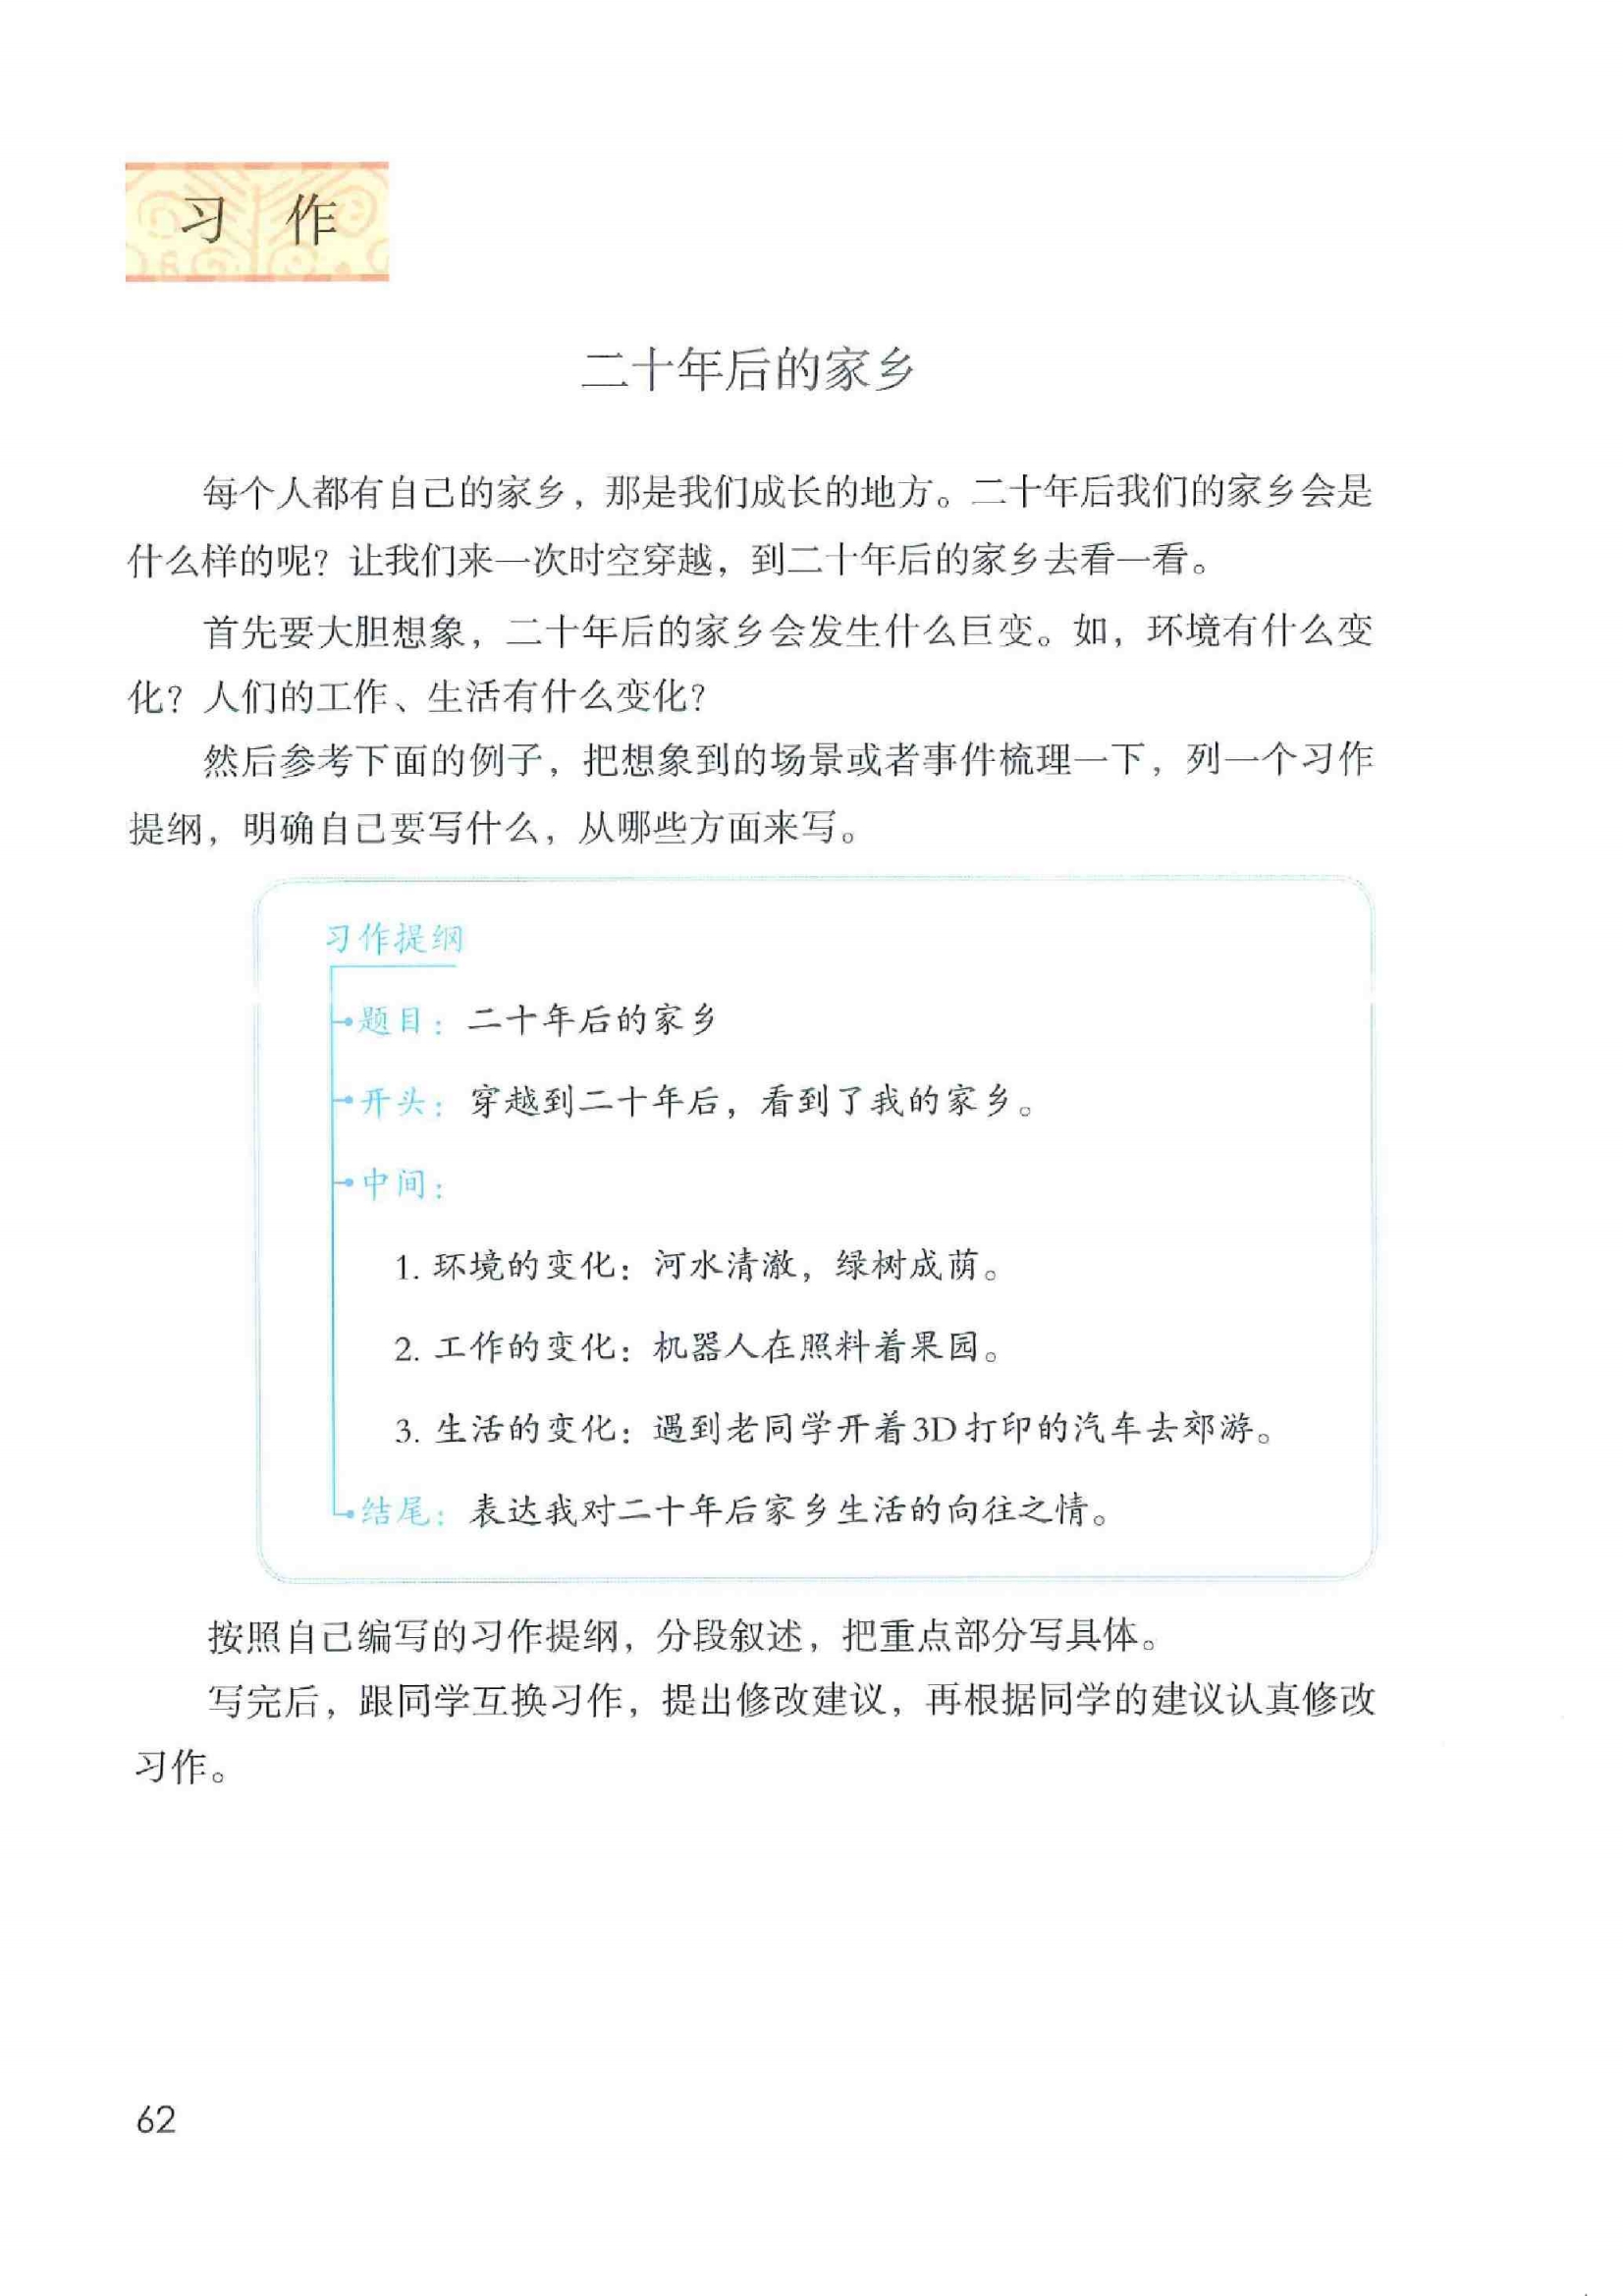 习 作
二十年后的家乡
每个人都有自己的家乡，那是我们成长的地方。二十年后我们的家乡会是
什么样的呢？让我们来一次时空穿越，到二十年后的家乡去看一看。
首先要大胆想象，二十年后的家乡会发生什么巨变。如，环境有什么变
化？人们的工作、生活有什么变化？
然后参考下面的例子，把想象到的场景或者事件梳理一下，列一个习作
提纲，明确自己要写什么，从哪些方面来写。
习作提纲
题目：二十年后的家乡
开头：穿越到二十年后，看到了我的家乡。
中间：
1. 环境的变化：河水清澈，绿树成荫。
2. 工作的变化：机器人在照料着果园。
3. 生活的变化：遇到老同学开着3D打印的汽车去郊游。
结尾：表达我对二十年后家乡生活的向往之情。
按照自己编写的习作提纲，分段叙述，把重点部分写具体。
写完后，跟同学互换习作，提出修改建议，再根据同学的建议认真修改
习作。
62